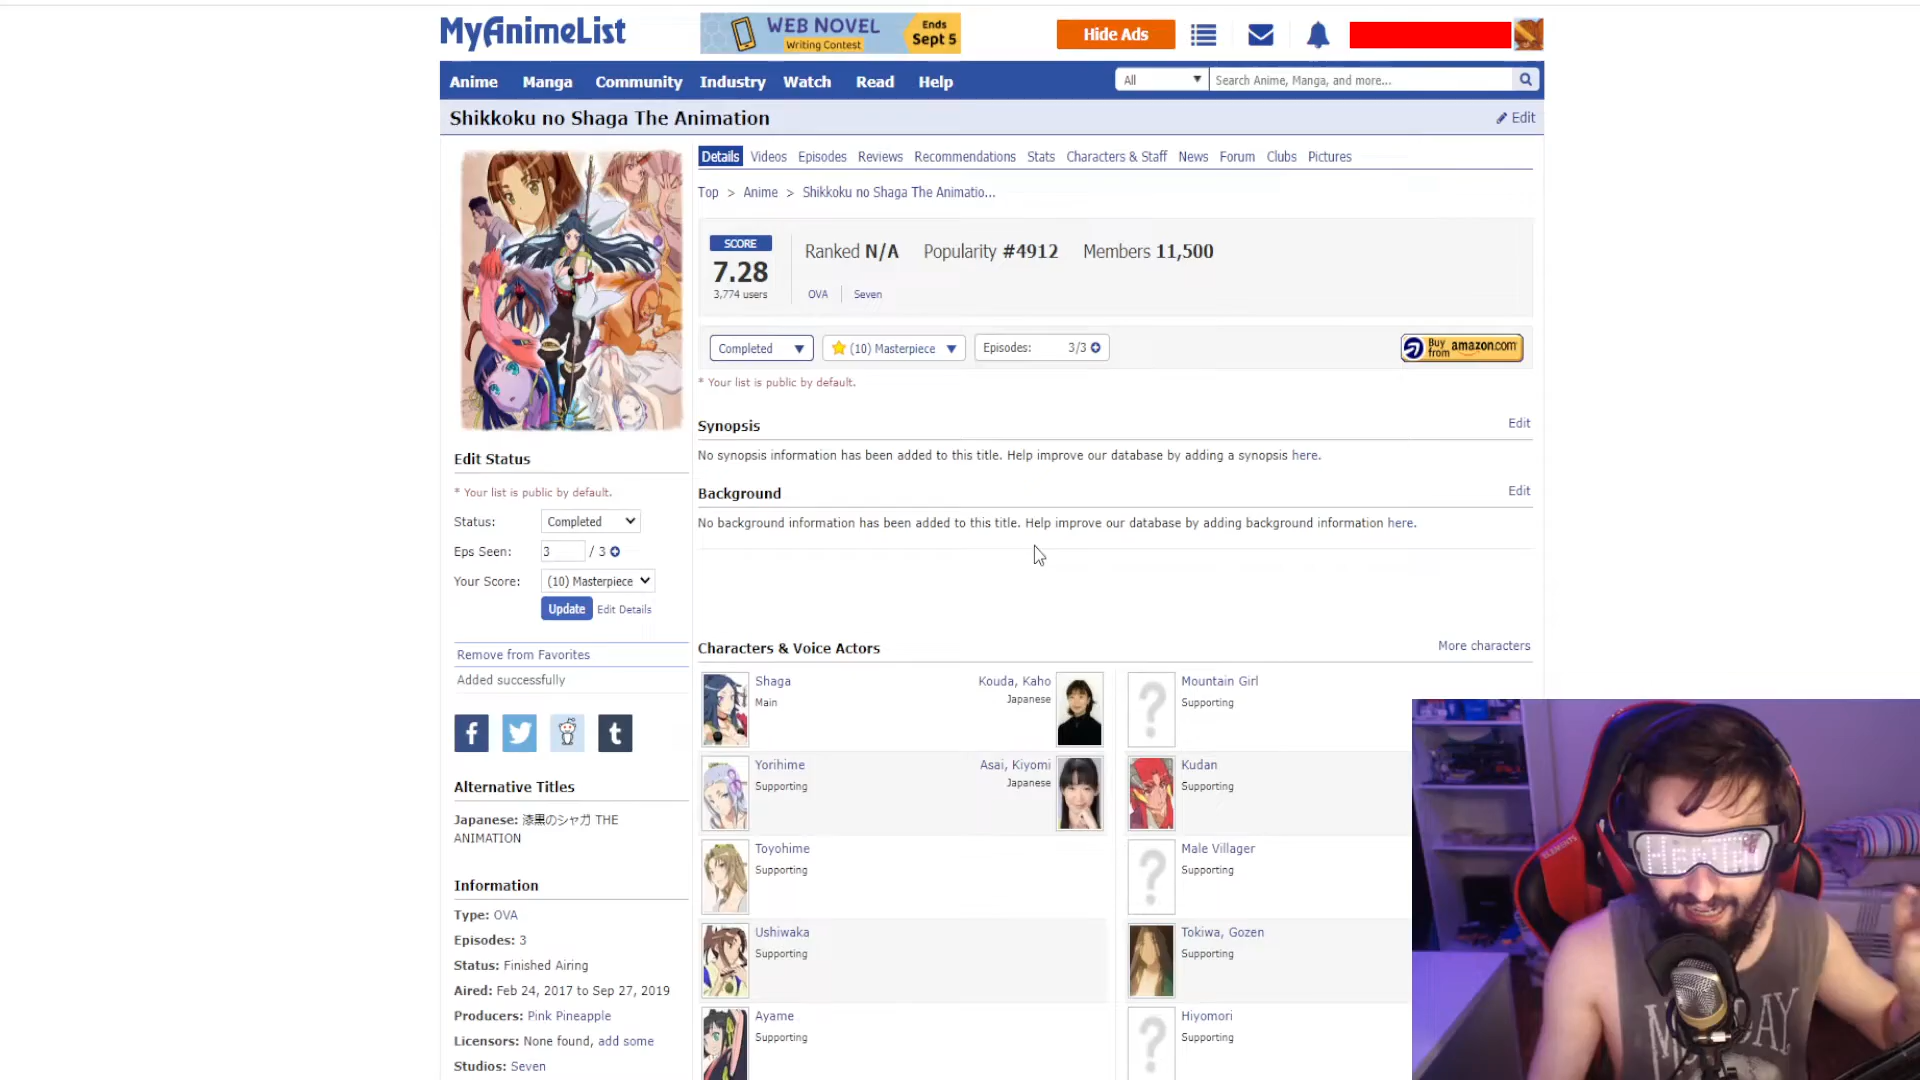 MyAnimeList
WEB NOVEL
Writing Contest
Ends
Sept 5
Hide Ads
Anime Manga Community Industry Watch Read Help
All
Search Anime, Manga, and more...
Shikkoku no Shaga The Animation
Edit
Details Videos Episodes Reviews Recommendations Stats Characters & Staff News Forum Clubs Pictures
Top > Anime > Shikkoku no Shaga The Animatio...
SCORE
7.28
3,774 users
Ranked N/A Popularity #4912 Members 11,500
OVA Seven
Completed
(10) Masterpiece
Episodes: 3/3
Buy from amazon.com
* Your list is public by default.
Synopsis
Edit
No synopsis information has been added to this title. Help improve our database by adding a synopsis here.
Background
Edit
No background information has been added to this title. Help improve our database by adding background information here.
Edit Status
* Your list is public by default.
Status: Completed
Eps Seen: 3 / 3
Your Score: (10) Masterpiece
Update Edit Details
Remove from Favorites
Added successfully
Alternative Titles
Japanese: 漆黒のシャガ THE
ANIMATION
Information
Type: OVA
Episodes: 3
Status: Finished Airing
Aired: Feb 24, 2017 to Sep 27, 2019
Producers: Pink Pineapple
Licensors: None found, add some
Studios: Seven
Characters & Voice Actors
More characters
Shaga
Main
Kouda, Kaho
Japanese
Mountain Girl
Supporting
Yorihime
Supporting
Asai, Kiyomi
Japanese
Kudan
Supporting
Toyohime
Supporting
Male Villager
Supporting
Ushiwaka
Supporting
Tokiwa, Gozen
Supporting
Ayame
Supporting
Hiyomori
Supporting